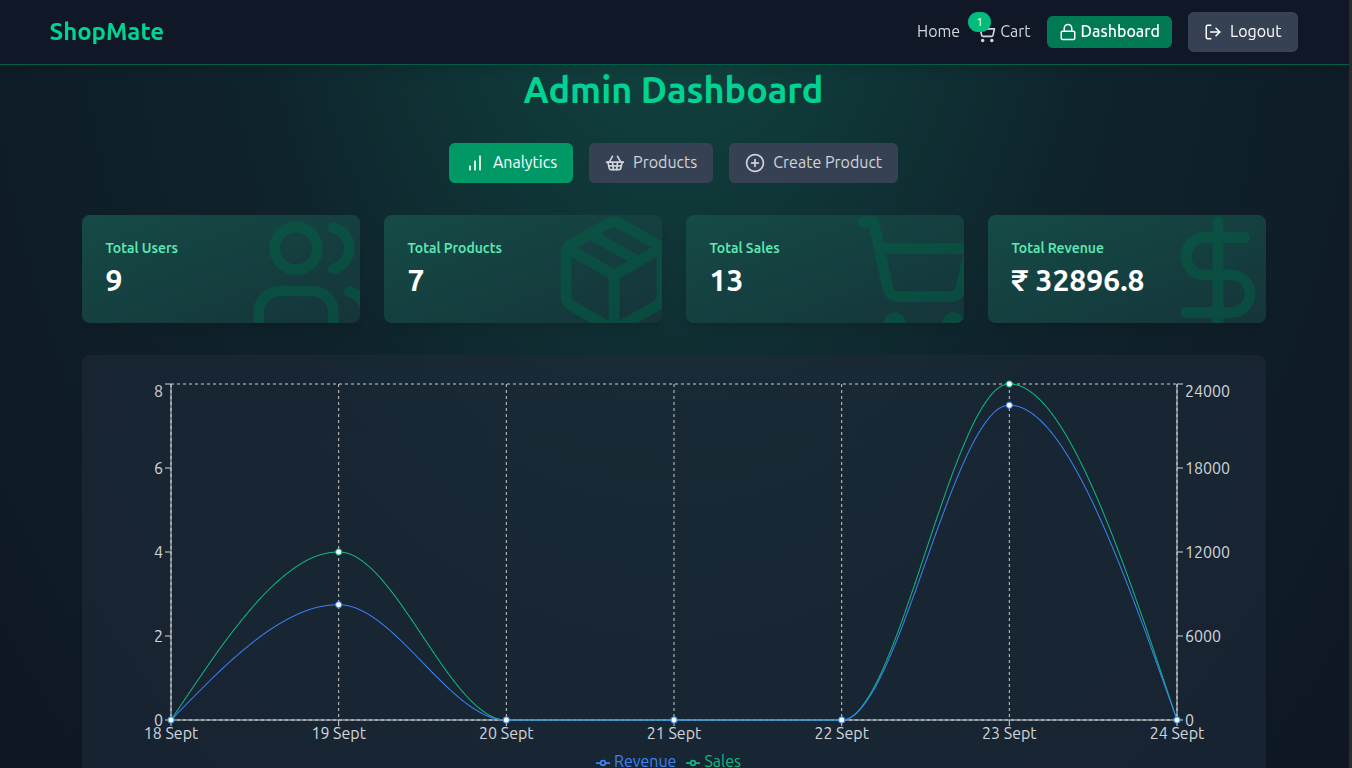 ShopMate
Home 1 Cart Dashboard Logout
Admin Dashboard
Analytics Products Create Product
Total Users Total Products Total Sales Total Revenue
9 7 13 ₹ 32896.8
8 24000
6 18000
4 12000
2 6000
0 0
18 Sept 19 Sept 20 Sept 21 Sept 22 Sept 23 Sept 24 Sept
Revenue Sales